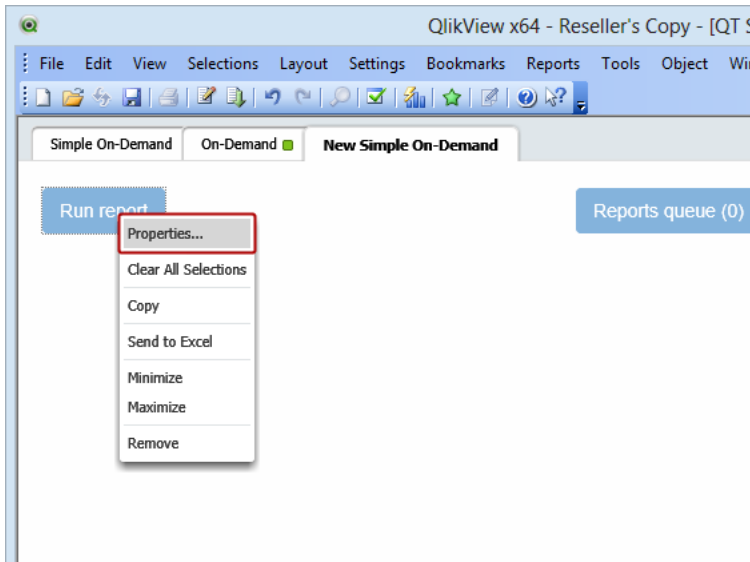 QlikView x64 - Reseller's Copy - [QT S
File Edit View Selections Layout Settings Bookmarks Reports Tools Object Win
Simple On-Demand On-Demand New Simple On-Demand
Run report Reports queue (0)
Properties...
Clear All Selections
Copy
Send to Excel
Minimize
Maximize
Remove